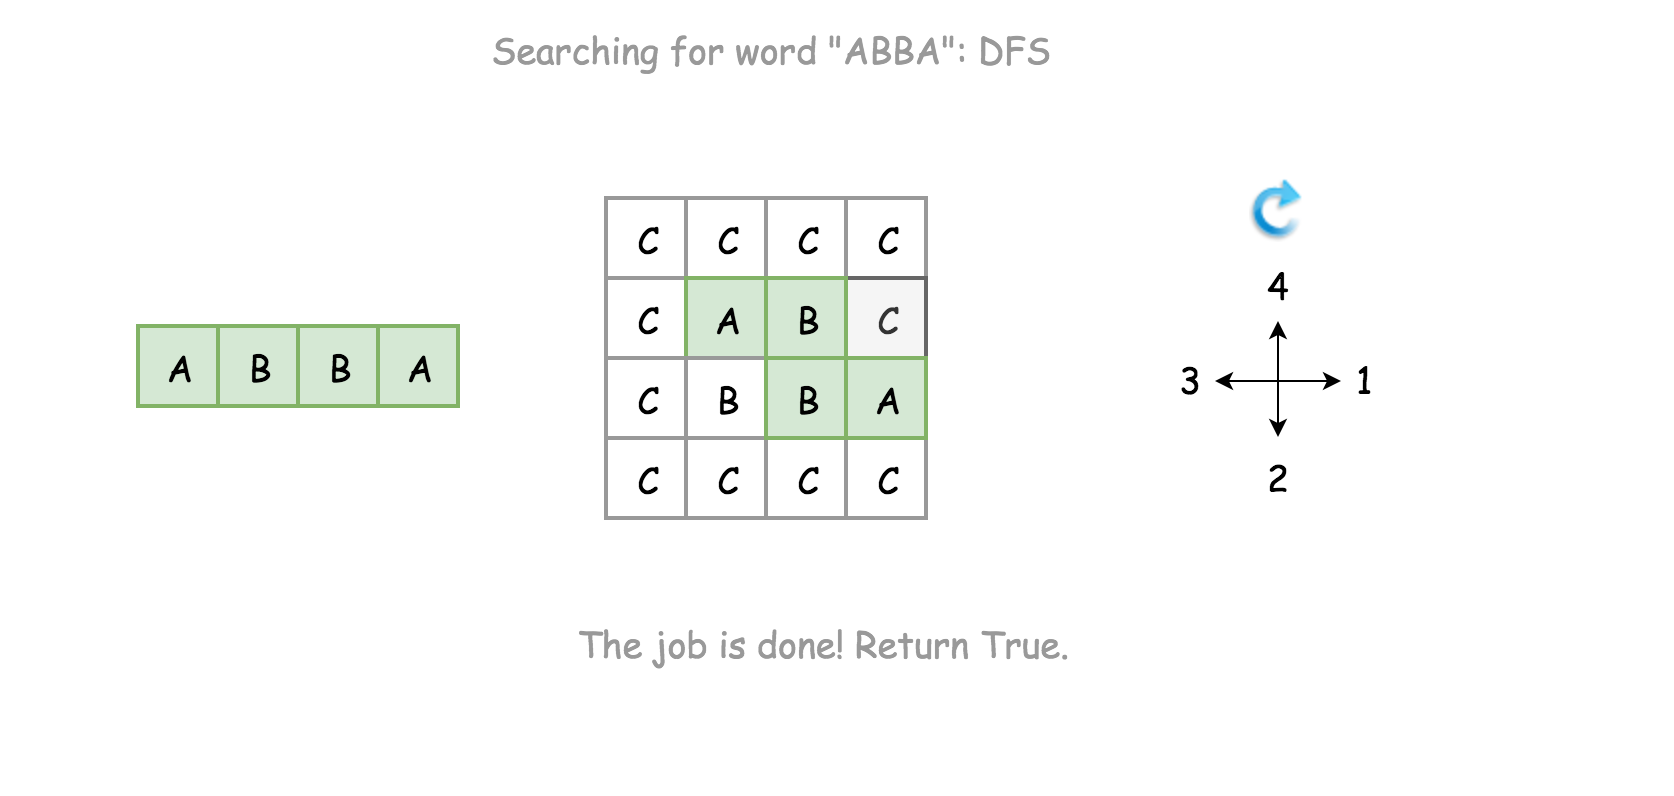 Searching for word "ABBA": DFS
A B B A
C C C C
C A B C
C B B A
C C C C
4
3 1
2
The job is done! Return True.